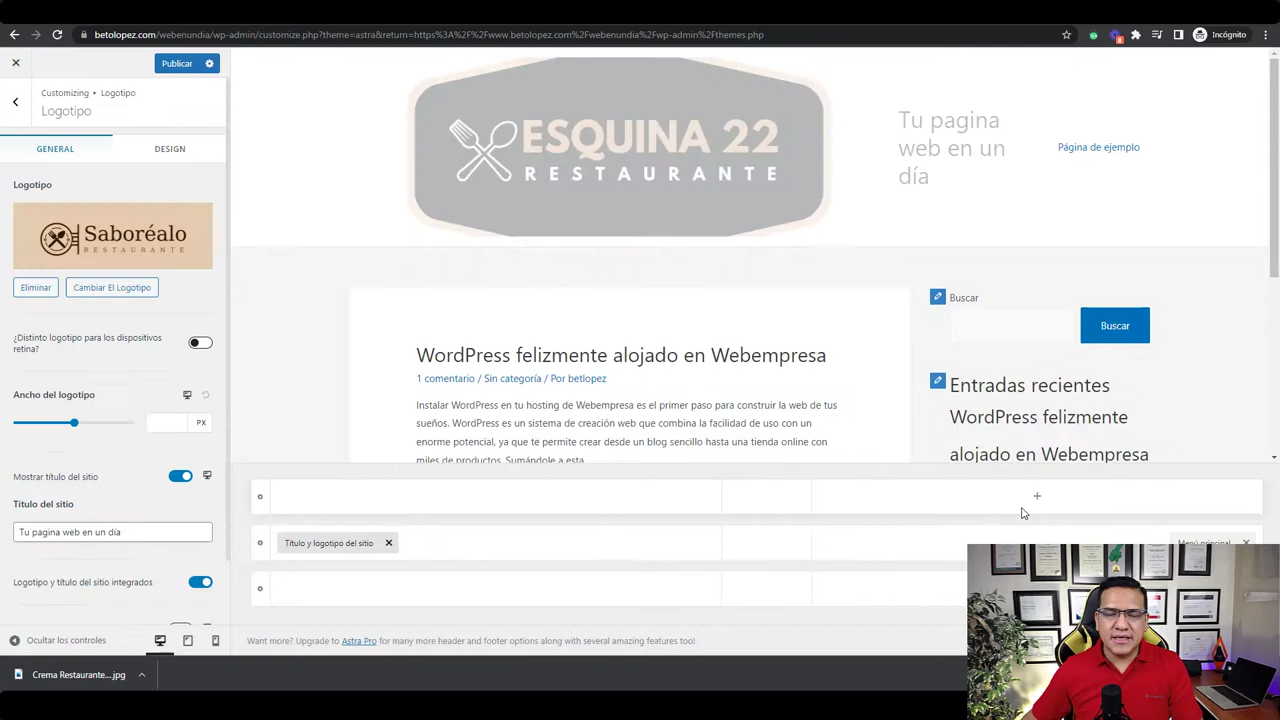 betolopez.com/webenundia/wp-admin/customize.php?theme=astra&return=https%3A%2F%2Fwww.betolopez.com%2Fwebenundia%2Fwp-admin%2Fthemes.php
Incógnito
Publicar
Customizing ▸ Logotipo
Logotipo
GENERAL
DESIGN
Logotipo
Saboréalo
RESTAURANTE
Eliminar
Cambiar El Logotipo
¿Distinto logotipo para los dispositivos
retina?
Ancho del logotipo
PX
Mostrar título del sitio
Título del sitio
Tu pagina web en un día
Logotipo y título del sitio integrados
Ocultar los controles
ESQUINA 22
RESTAURANTE
Tu pagina
web en un
día
Página de ejemplo
WordPress felizmente alojado en Webempresa
1 comentario / Sin categoría / Por betlopez
Instalar WordPress en tu hosting de Webempresa es el primer paso para construir la web de tus
sueños. WordPress es un sistema de creación web que combina la facilidad de uso con un
enorme potencial, ya que te permite crear desde un blog sencillo hasta una tienda online con
miles de productos. Sumándole a esta
Buscar
Buscar
Entradas recientes
WordPress felizmente
alojado en Webempresa
Título y logotipo del sitio
Menú principal
Want more? Upgrade to Astra Pro for many more header and footer options along with several amazing features too!
Crema Restaurante....jpg